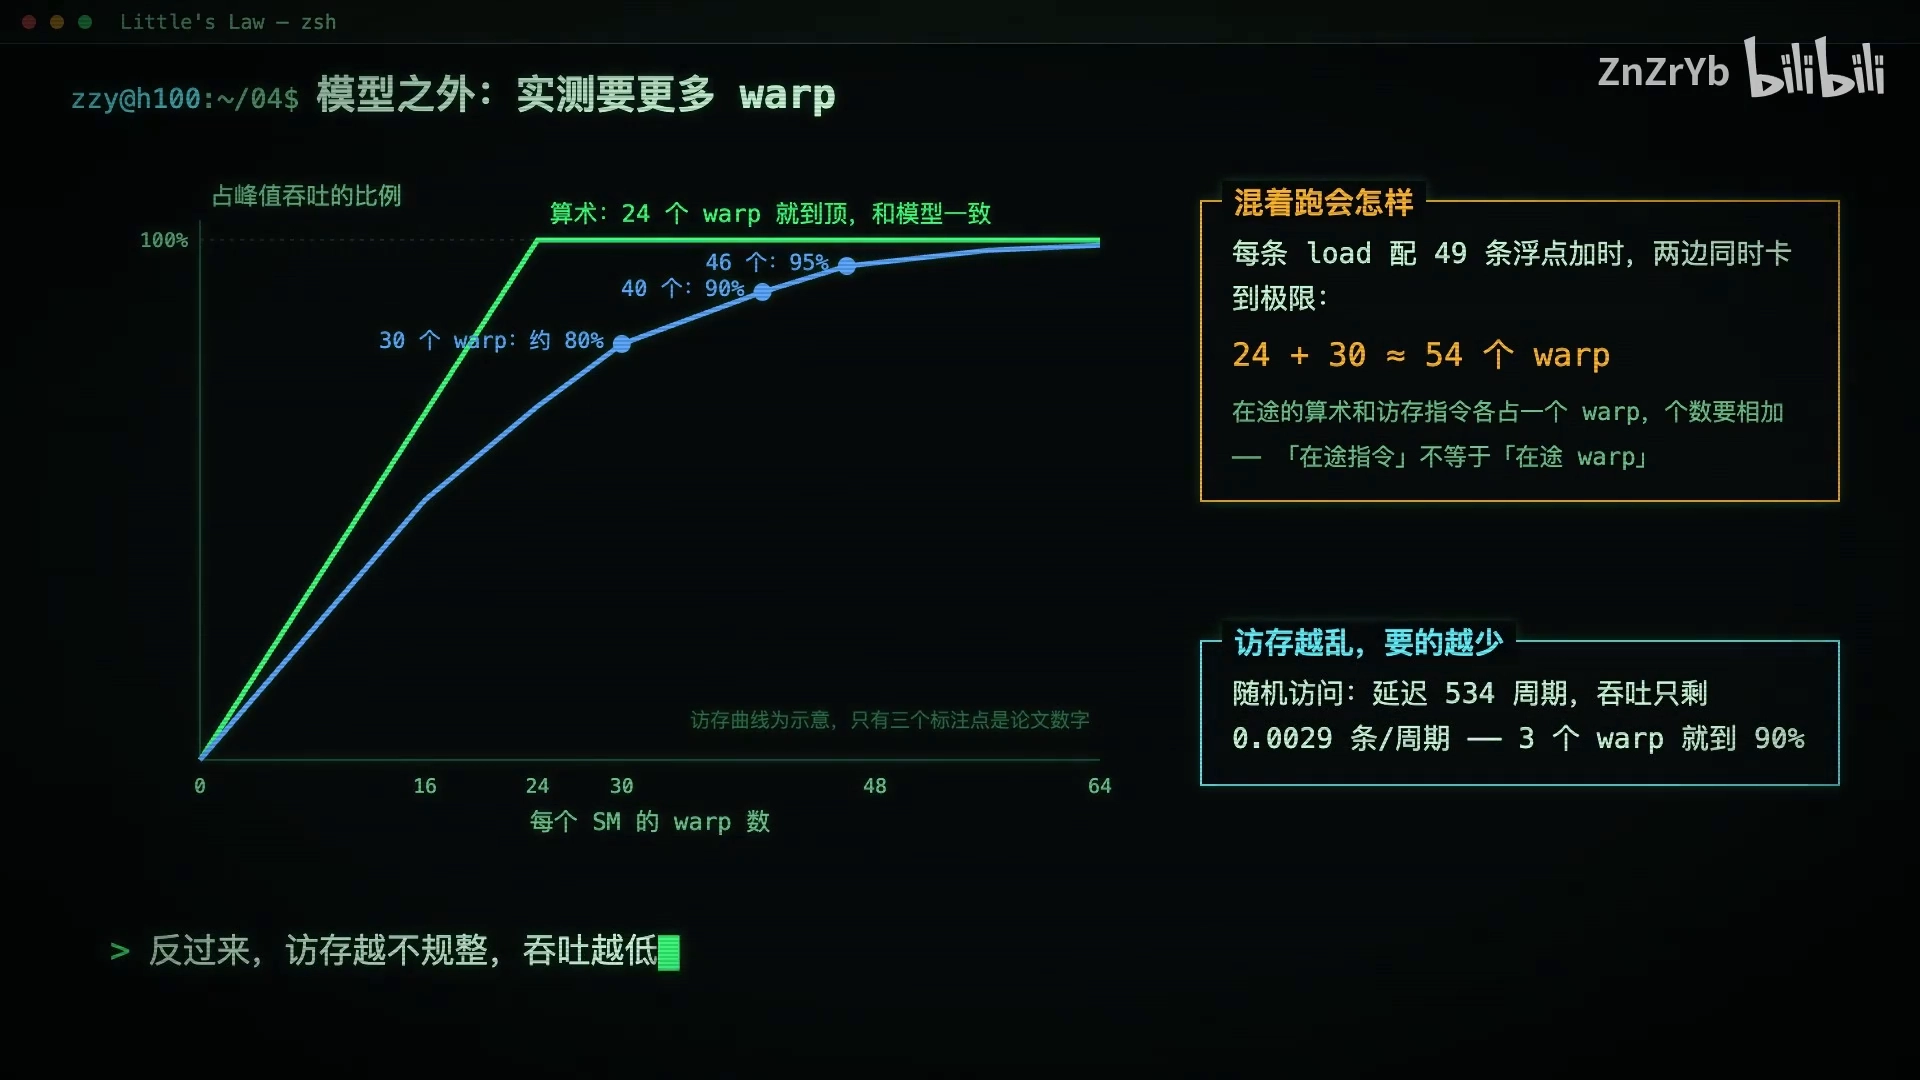 Little's Law — zsh
ZnZrYb bilibili
zzy@h100:~/04$ 模型之外：实测要更多 warp
占峰值吞吐的比例
算术：24 个 warp 就到顶，和模型一致
100%
46 个：95%
40 个：90%
30 个 warp：约 80%
访存曲线为示意，只有三个标注点是论文数字
0 16 24 30 48 64
每个 SM 的 warp 数
混着跑会怎样
每条 load 配 49 条浮点加时，两边同时卡
到极限：
24 + 30 ≈ 54 个 warp
在途的算术和访存指令各占一个 warp，个数要相加
—— 「在途指令」不等于「在途 warp」
访存越乱，要的越少
随机访问：延迟 534 周期，吞吐只剩
0.0029 条/周期 —— 3 个 warp 就到 90%
> 反过来，访存越不规整，吞吐越低